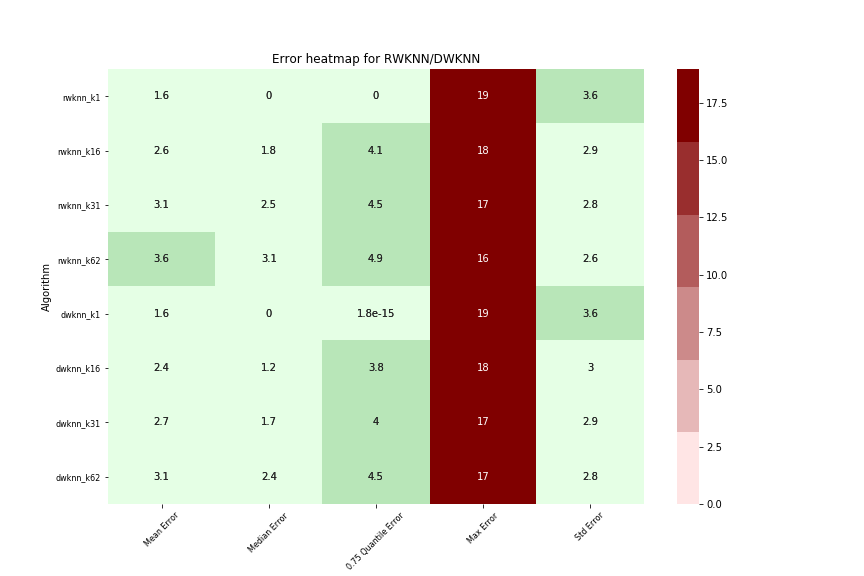 Error heatmap for RWKNN/DWKNN
Algorithm
rwknn_k1 1.6 0 0 19 3.6
rwknn_k16 2.6 1.8 4.1 18 2.9
rwknn_k31 3.1 2.5 4.5 17 2.8
rwknn_k62 3.6 3.1 4.9 16 2.6
dwknn_k1 1.6 0 1.8e-15 19 3.6
dwknn_k16 2.4 1.2 3.8 18 3
dwknn_k31 2.7 1.7 4 17 2.9
dwknn_k62 3.1 2.4 4.5 17 2.8
Mean Error Median Error 0.75 Quantile Error Max Error Std Error
17.5
15.0
12.5
10.0
7.5
5.0
2.5
0.0